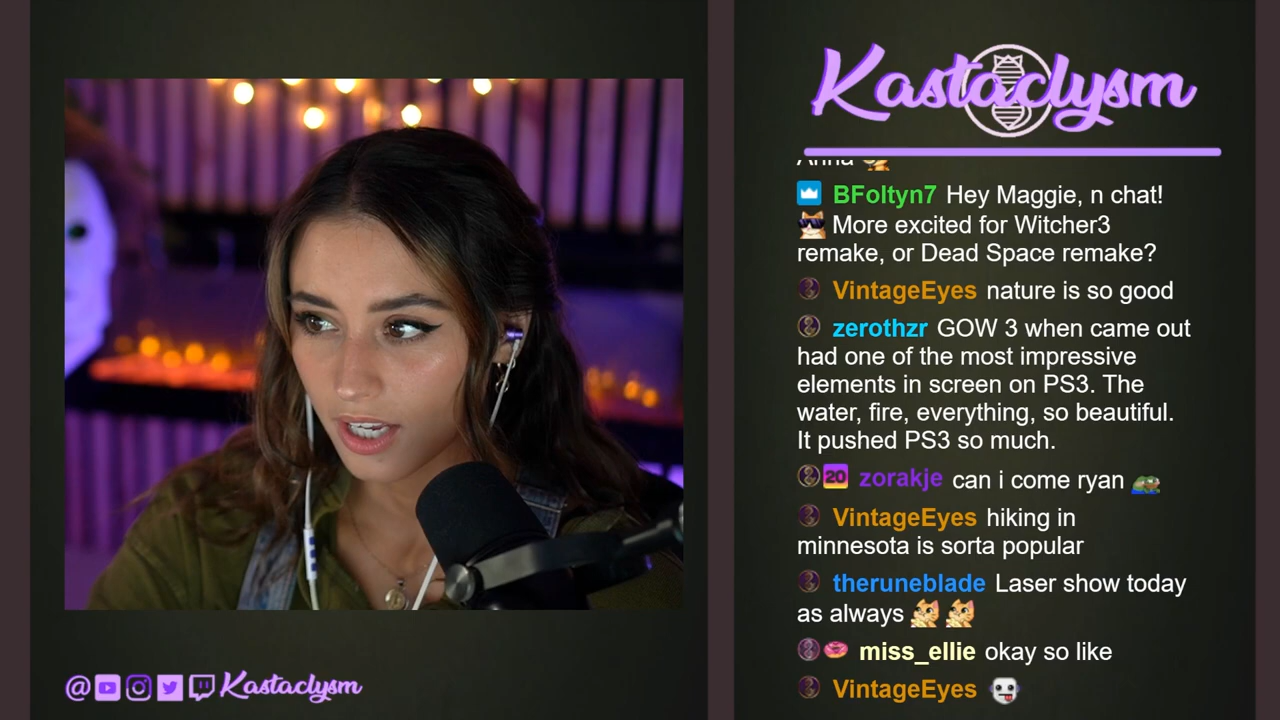 Kastaclysm
Anna
BFoltyn7 Hey Maggie, n chat!
More excited for Witcher3
remake, or Dead Space remake?
VintageEyes nature is so good
zerothzr GOW 3 when came out
had one of the most impressive
elements in screen on PS3. The
water, fire, everything, so beautiful.
It pushed PS3 so much.
20 zorakje can i come ryan
VintageEyes hiking in
minnesota is sorta popular
theruneblade Laser show today
as always
miss_ellie okay so like
VintageEyes
@ Kastaclysm